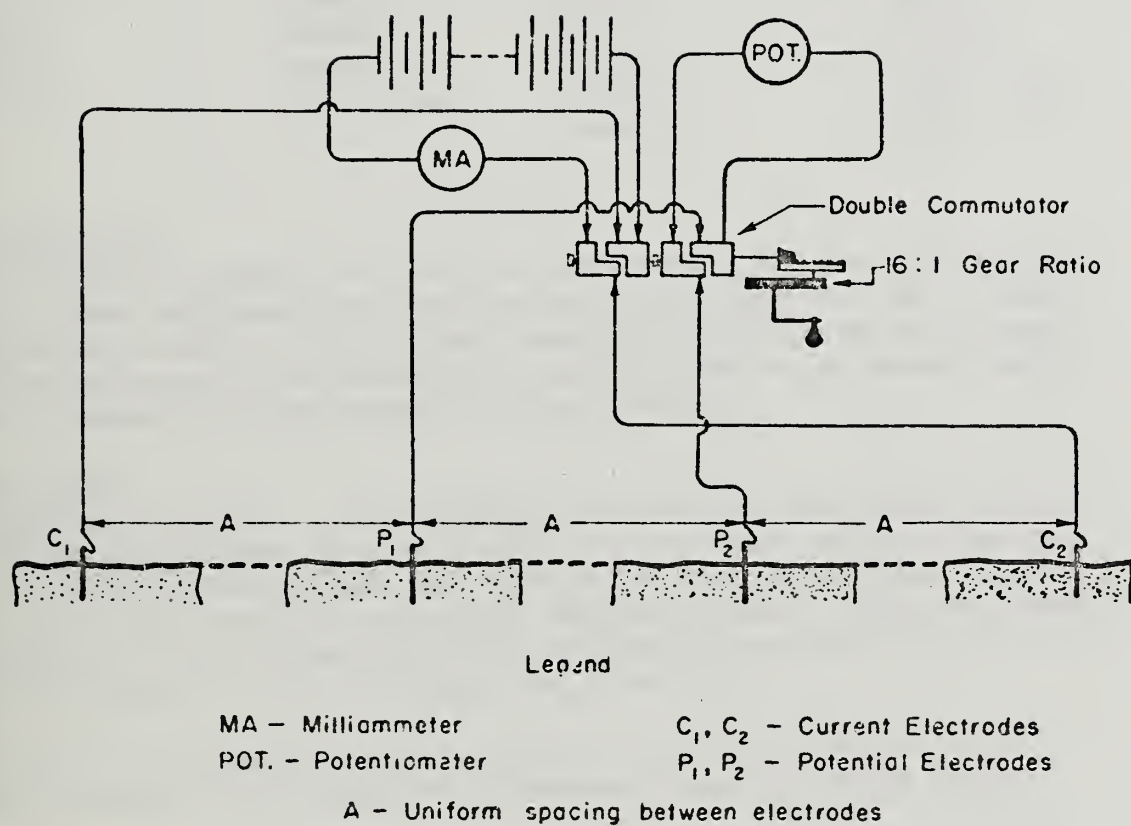 POT.
MA
Double Commutator
16 : 1 Gear Ratio
A A A
C₁ P₁ P₂ C₂
Legend
MA – Milliammeter C₁, C₂ – Current Electrodes
POT. – Potentiometer P₁, P₂ – Potential Electrodes
A – Uniform spacing between electrodes